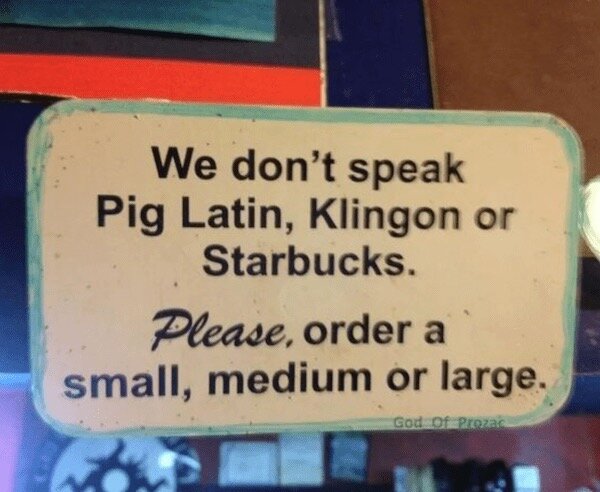 We don't speak
Pig Latin, Klingon or
Starbucks.
Please, order a
small, medium or large.
God Of Prozac